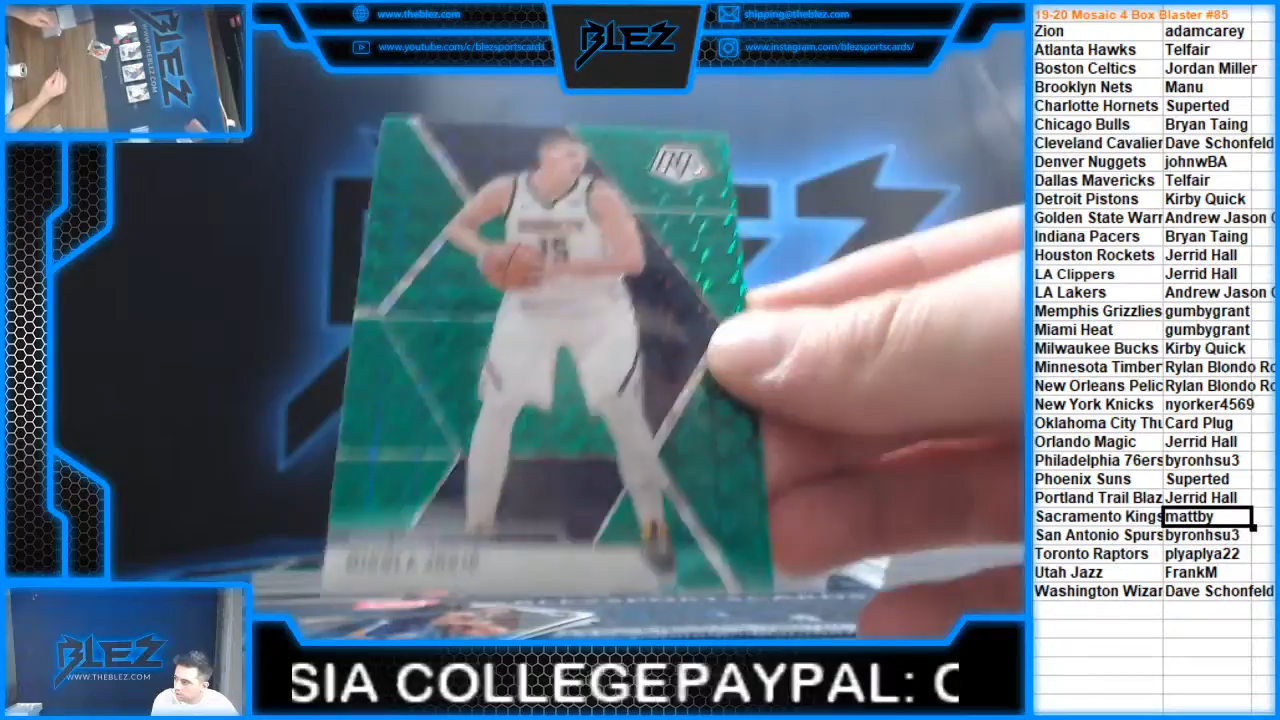 www.theblez.com
www.youtube.com/c/blezsportscards
BLEZ
shipping@theblez.com
www.instagram.com/blezsportscards/
19-20 Mosaic 4 Box Blaster #85
Zion adamcarey
Atlanta Hawks Telfair
Boston Celtics Jordan Miller
Brooklyn Nets Manu
Charlotte Hornets Superted
Chicago Bulls Bryan Taing
Cleveland Cavalier Dave Schonfeld
Denver Nuggets johnwBA
Dallas Mavericks Telfair
Detroit Pistons Kirby Quick
Golden State Warr Andrew Jason
Indiana Pacers Bryan Taing
Houston Rockets Jerrid Hall
LA Clippers Jerrid Hall
LA Lakers Andrew Jason
Memphis Grizzlies gumbygrant
Miami Heat gumbygrant
Milwaukee Bucks Kirby Quick
Minnesota Timber Rylan Blondo Ro
New Orleans Pelic Rylan Blondo Ro
New York Knicks nyorker4569
Oklahoma City Thu Card Plug
Orlando Magic Jerrid Hall
Philadelphia 76ers byronhsu3
Phoenix Suns Superted
Portland Trail Blaz Jerrid Hall
Sacramento Kings mattby
San Antonio Spurs byronhsu3
Toronto Raptors plyaplya22
Utah Jazz FrankM
Washington Wizar Dave Schonfeld
15
BLEZ
WWW.THEBLEZ.COM
SIA COLLEGEPAYPAL: C